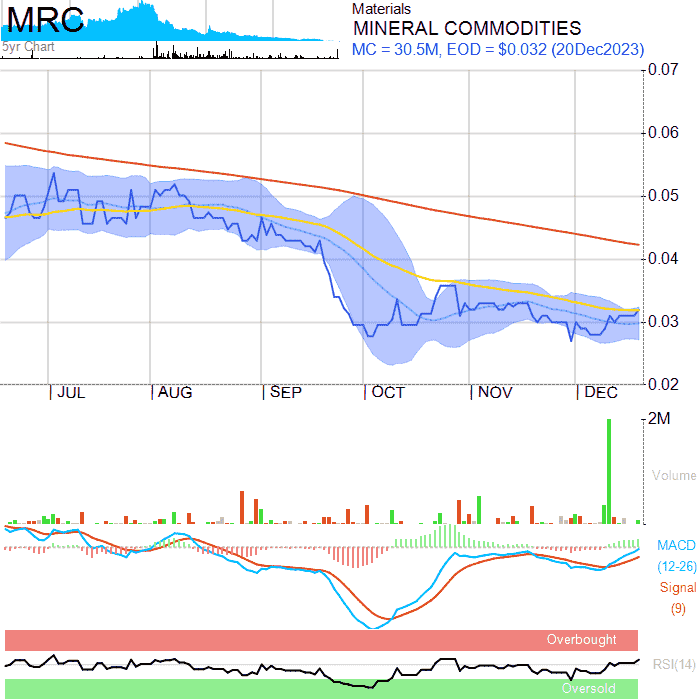 MRC
5yr Chart
Materials
MINERAL COMMODITIES
MC = 30.5M, EOD = $0.032 (20Dec2023)
0.07
0.06
0.05
0.04
0.03
0.02
JUL AUG SEP OCT NOV DEC
2M
Volume
MACD
(12-26)
Signal
(9)
Overbought
RSI(14)
Oversold